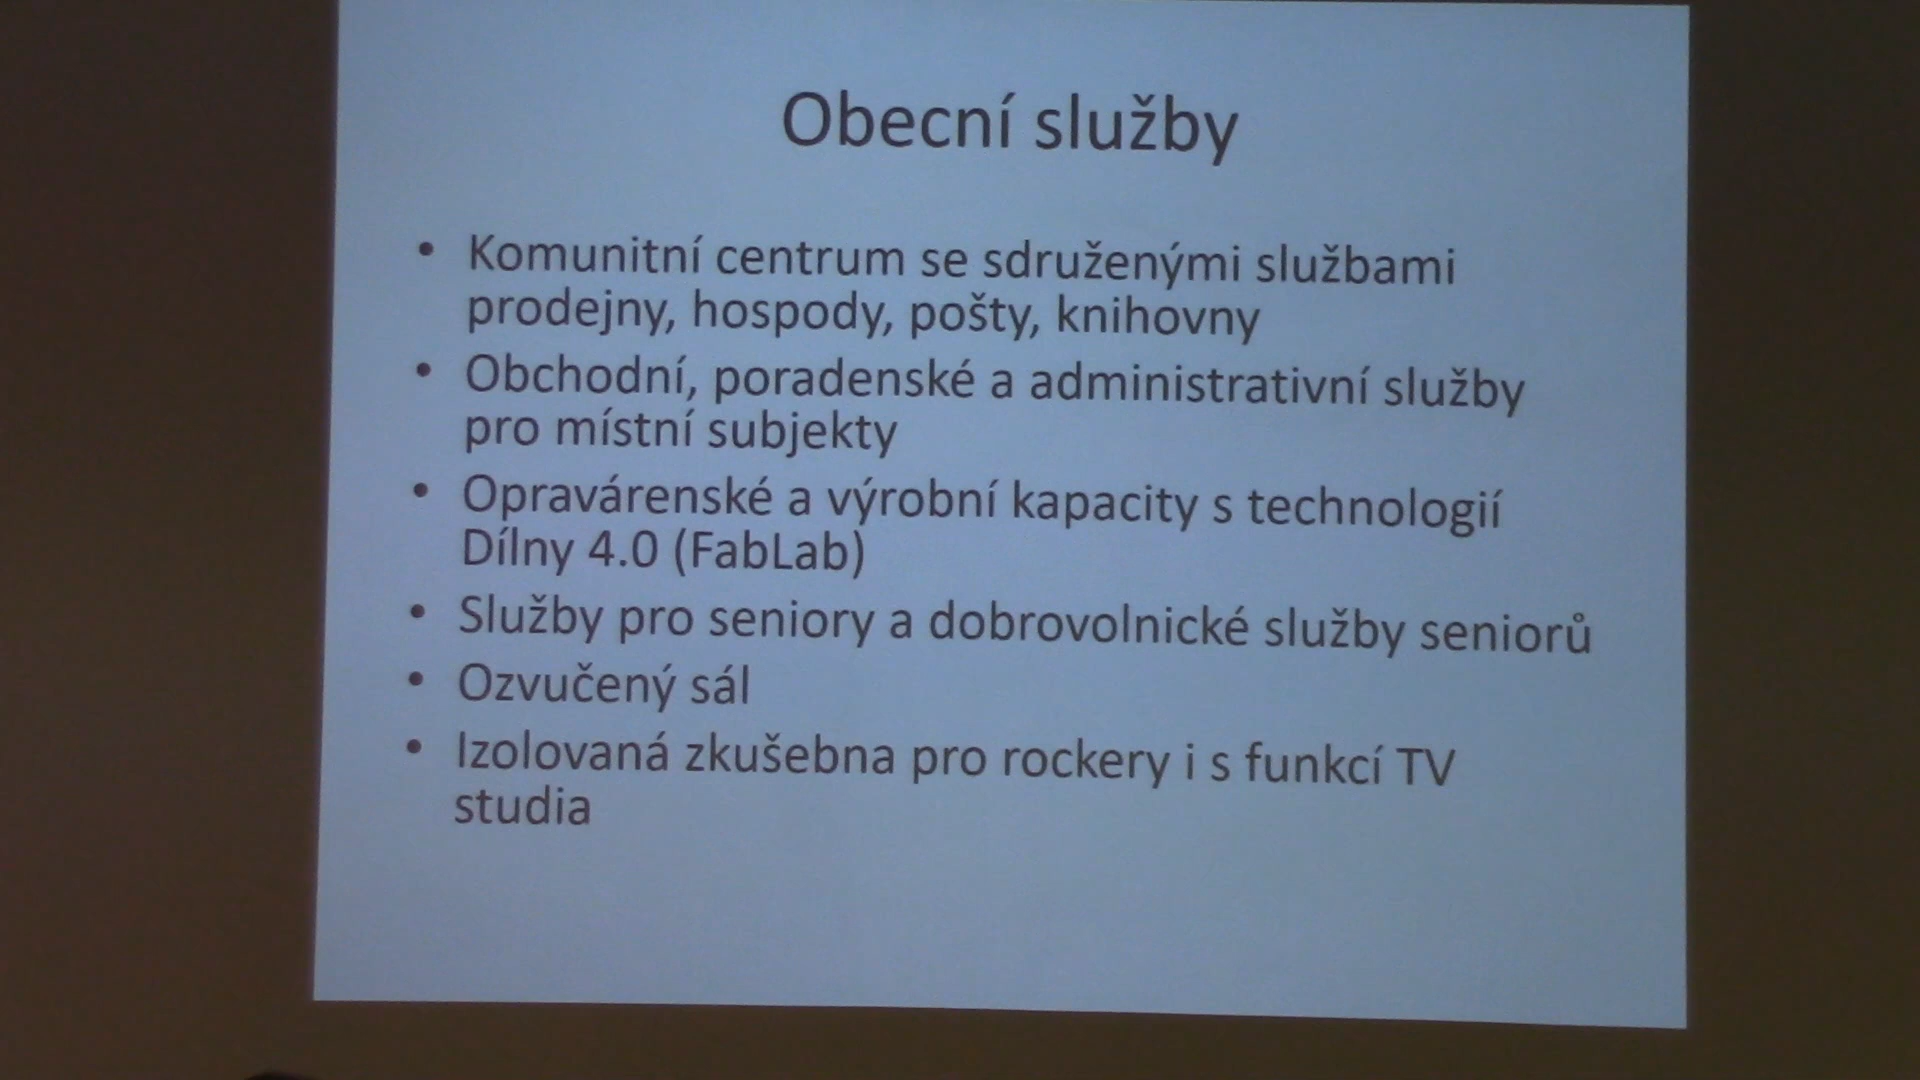 Obecní služby
• Komunitní centrum se sdruženými službami
prodejny, hospody, pošty, knihovny
• Obchodní, poradenské a administrativní služby
pro místní subjekty
• Opravárenské a výrobní kapacity s technologií
Dílny 4.0 (FabLab)
• Služby pro seniory a dobrovolnické služby seniorů
• Ozvučený sál
• Izolovaná zkušebna pro rockery i s funkcí TV
studia